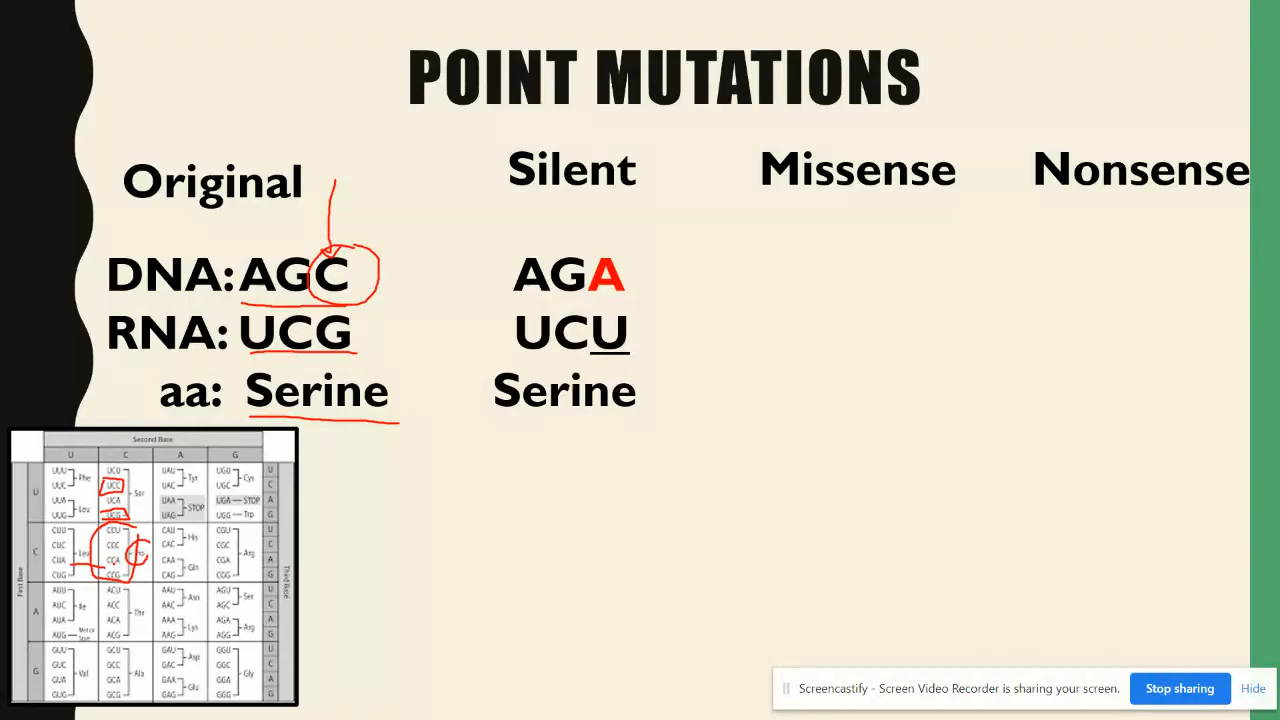 POINT MUTATIONS
Original Silent Missense Nonsense
DNA: AGC AGA
RNA: UCG UCU
aa: Serine Serine
Second Base
U C A G
First Base
Third Base
U
UUU UCU UAU UGU U
UUC Phe UCC UAC Tyr UGC Cys C
UUA UCA Ser UAA UGA STOP A
UUG Leu UCG UAG STOP UGG Trp G
C
CUU CCU CAU CGU U
CUC CCC CAC His CGC C
CUA Leu CCA CAA CGA Arg A
CUG CCG CAG Gln CGG G
A
AUU ACU AAU AGU U
AUC Ile ACC AAC Asn AGC Ser C
AUA ACA Thr AAA AGA A
AUG Met or Start ACG AAG Lys AGG Arg G
G
GUU GCU GAU GGU U
GUC GCC GAC Asp GGC C
GUA Val GCA Ala GAA GGA Gly A
GUG GCG GAG Glu GGG G
Screencastify - Screen Video Recorder is sharing your screen. Stop sharing Hide